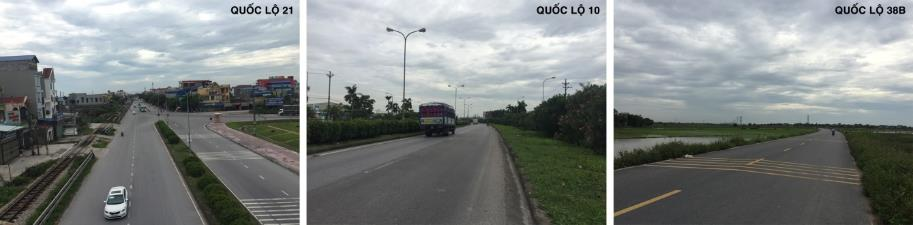 QUỐC LỘ 21
QUỐC LỘ 10
QUỐC LỘ 38B